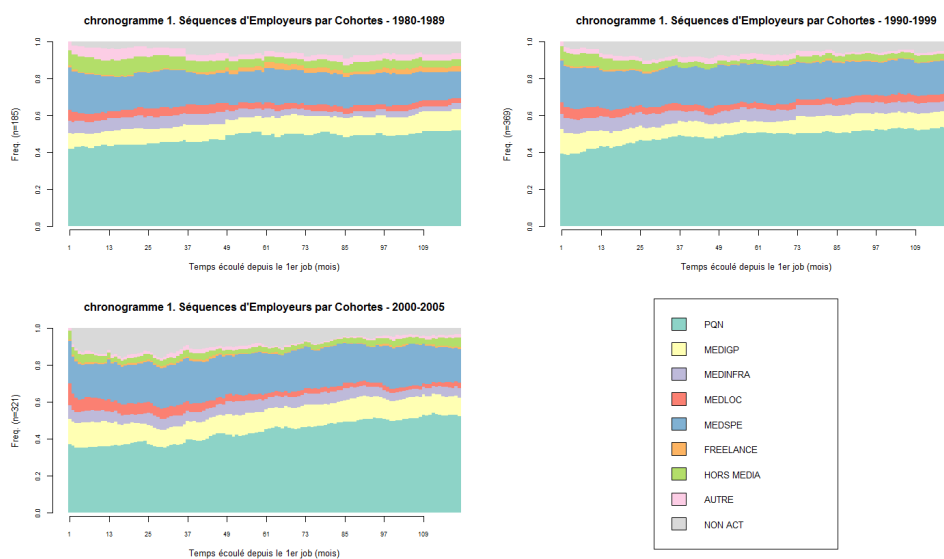 chronogramme 1. Séquences d'Employeurs par Cohortes - 1980-1989
Freq. (n=185)
0.0 0.2 0.4 0.6 0.8 1.0
1 13 25 37 49 61 73 85 97 109
Temps écoulé depuis le 1er job (mois)
chronogramme 1. Séquences d'Employeurs par Cohortes - 1990-1999
Freq. (n=369)
0.0 0.2 0.4 0.6 0.8 1.0
1 13 25 37 49 61 73 85 97 109
Temps écoulé depuis le 1er job (mois)
chronogramme 1. Séquences d'Employeurs par Cohortes - 2000-2005
Freq. (n=321)
0.0 0.2 0.4 0.6 0.8 1.0
1 13 25 37 49 61 73 85 97 109
Temps écoulé depuis le 1er job (mois)
PQN
MEDIGP
MEDINFRA
MEDLOC
MEDSPE
FREELANCE
HORS MEDIA
AUTRE
NON ACT